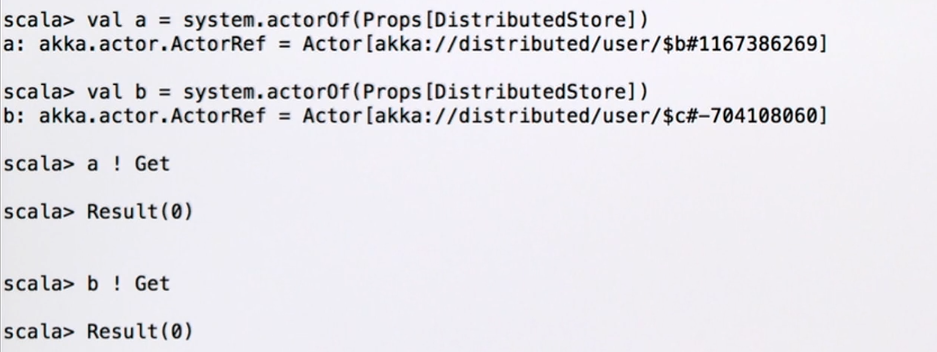 scala> val a = system.actorOf(Props[DistributedStore])
a: akka.actor.ActorRef = Actor[akka://distributed/user/$b#1167386269]
scala> val b = system.actorOf(Props[DistributedStore])
b: akka.actor.ActorRef = Actor[akka://distributed/user/$c#-704108060]
scala> a ! Get
scala> Result(0)
scala> b ! Get
scala> Result(0)